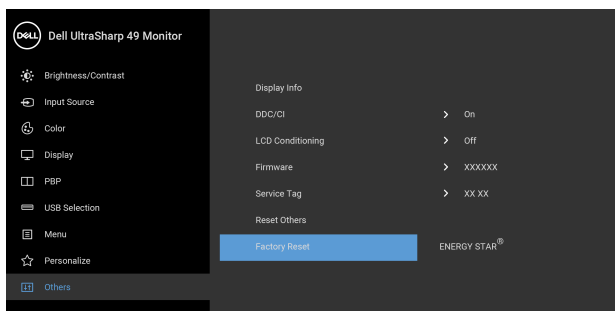 DELL Dell UltraSharp 49 Monitor
Brightness/Contrast
Input Source
Color
Display
PBP
USB Selection
Menu
Personalize
Others
Display Info
DDC/CI > On
LCD Conditioning > Off
Firmware > XXXXXX
Service Tag > XX XX
Reset Others
Factory Reset ENERGY STAR®